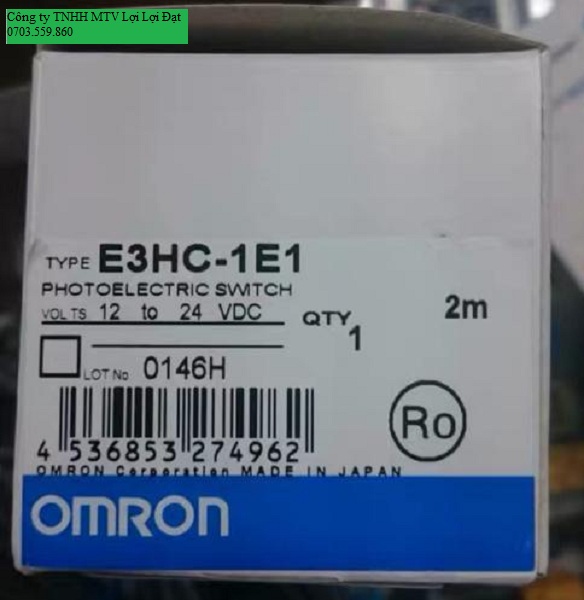 Công ty TNHH MTV Lợi Lợi Đạt
0703.559.860
TYPE E3HC-1E1
PHOTOELECTRIC SWITCH
VOLTS 12 to 24 VDC
QTY 1
2m
LOT No 0146H
Ro
4 536853 274962
OMRON Corporation MADE IN JAPAN
OMRON